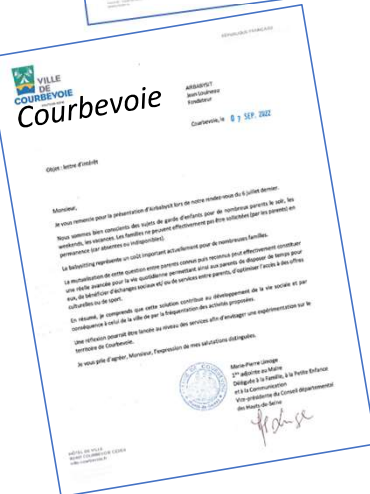 RÉPUBLIQUE FRANÇAISE
VILLE
DE
COURBEVOIE
Courbevoie
AIRBABYSIT
Jean Louineau
Fondateur
Courbevoie, le 07 SEP. 2022
Objet : lettre d'intérêt
Monsieur,
Je vous remercie pour la présentation d'Airbabysit lors de notre rendez-vous du 6 juillet dernier.
Nous sommes bien conscients des sujets de garde d'enfants pour de nombreux parents le soir, les
weekends, les vacances. Les familles ne peuvent effectivement pas être sollicitées (par les parents) en
permanence (car absentes ou indisponibles).
Le babysitting représente un coût important actuellement pour de nombreuses familles.
La mutualisation de cette question entre parents connus puis reconnus peut effectivement constituer
une réelle avancée pour la vie quotidienne permettant ainsi aux parents de disposer de temps pour
eux, de bénéficier d'échanges sociaux et/ou de services entre parents, d'optimiser l'accès à des offres
culturelles ou de sport.
En résumé, je comprends que cette solution contribue au développement de la vie sociale et par
conséquence à celui de la ville de par la fréquentation des activités proposées.
Une réflexion pourrait être lancée au niveau des services afin d'envisager une expérimentation sur le
territoire de Courbevoie.
Je vous prie d'agréer, Monsieur, l'expression de mes salutations distinguées.
Marie-Pierre Limoge
1ère adjointe au Maire
Déléguée à la Famille, à la Petite Enfance
et à la Communication
Vice-présidente du Conseil départemental
des Hauts-de-Seine
HÔTEL DE VILLE
92400 COURBEVOIE CEDEX
ville-courbevoie.fr